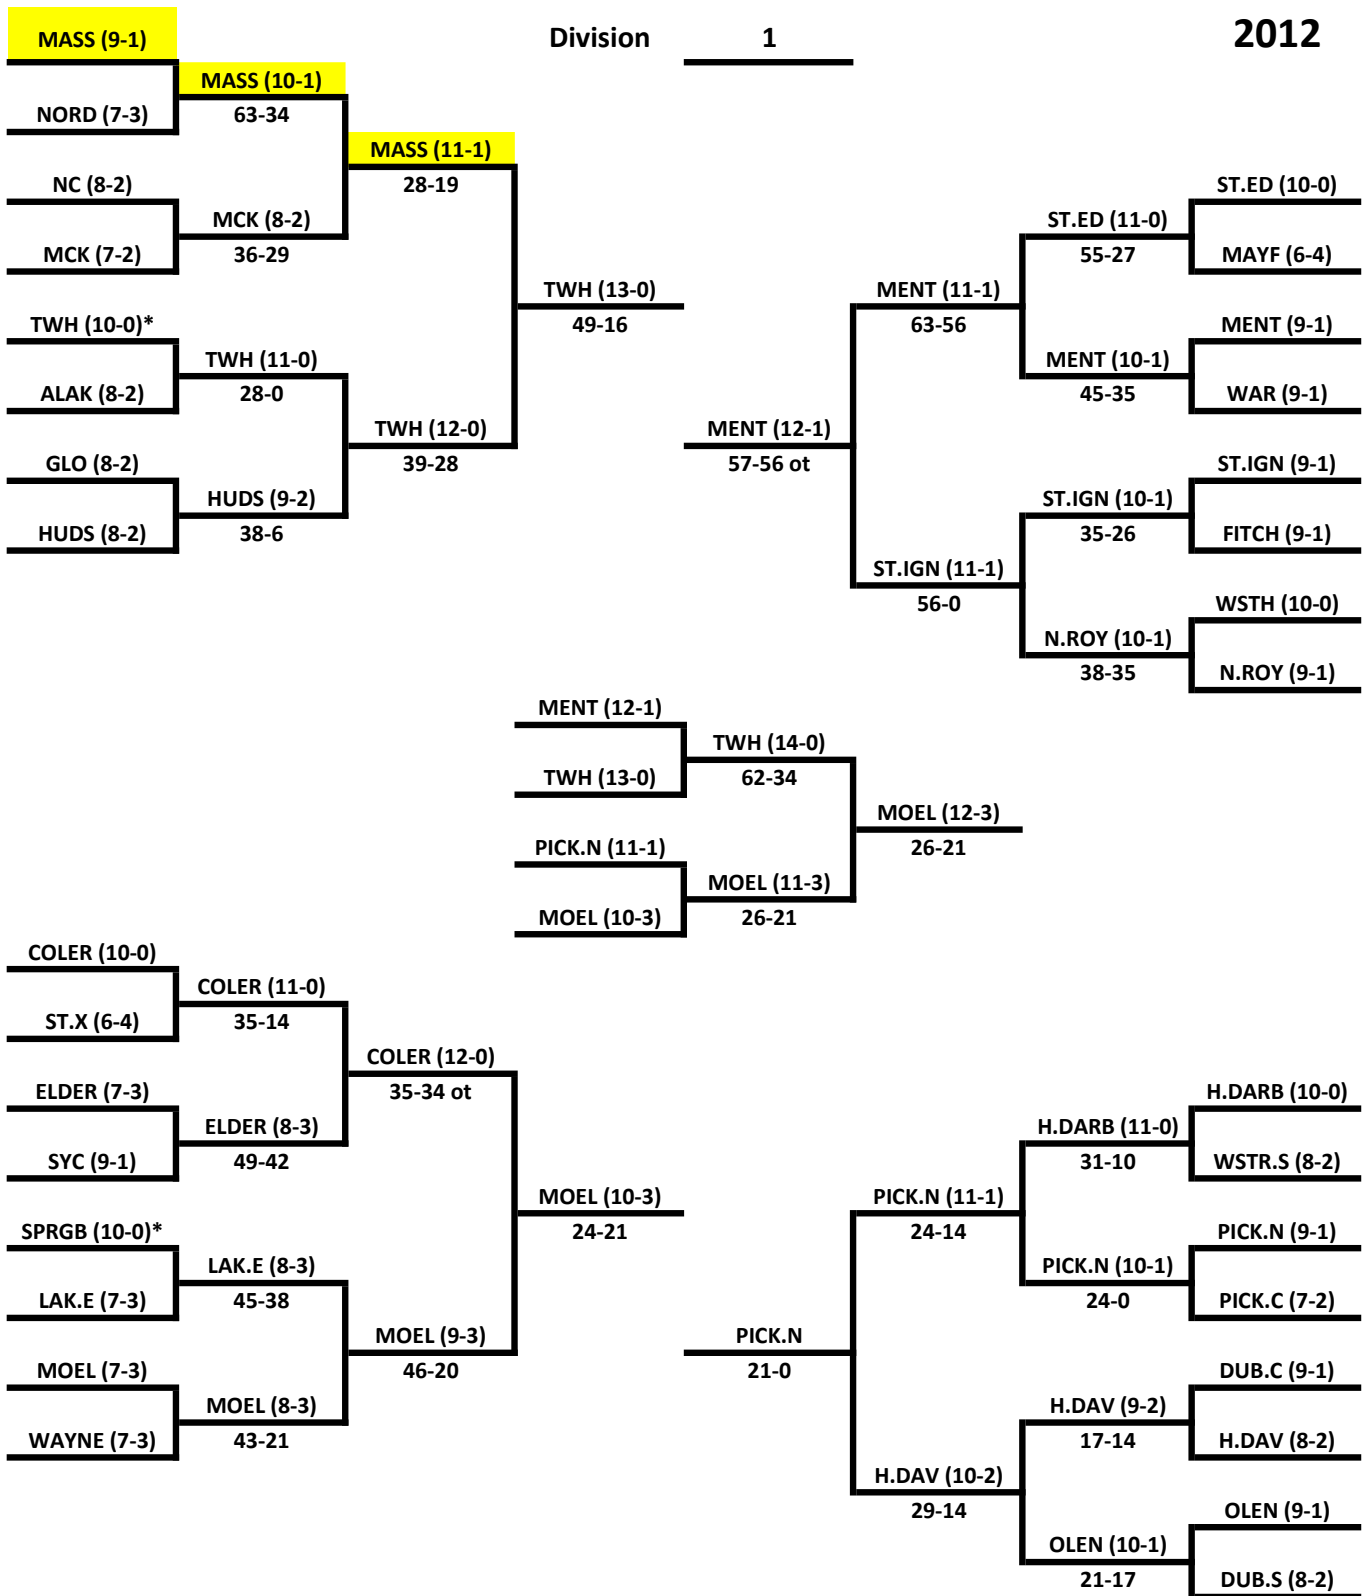 MASS (9-1)
Division 1
2012
MASS (10-1)
NORD (7-3)
63-34
MASS (11-1)
NC (8-2)
28-19
ST.ED (10-0)
MCK (8-2)
ST.ED (11-0)
MCK (7-2)
36-29
55-27
MAYF (6-4)
TWH (13-0)
MENT (11-1)
TWH (10-0)*
49-16
63-56
MENT (9-1)
TWH (11-0)
MENT (10-1)
ALAK (8-2)
28-0
45-35
WAR (9-1)
TWH (12-0)
MENT (12-1)
GLO (8-2)
39-28
57-56 ot
ST.IGN (9-1)
HUDS (9-2)
ST.IGN (10-1)
HUDS (8-2)
38-6
35-26
FITCH (9-1)
ST.IGN (11-1)
56-0
WSTH (10-0)
N.ROY (10-1)
38-35
N.ROY (9-1)
MENT (12-1)
TWH (14-0)
TWH (13-0)
62-34
MOEL (12-3)
PICK.N (11-1)
26-21
MOEL (11-3)
MOEL (10-3)
26-21
COLER (10-0)
COLER (11-0)
ST.X (6-4)
35-14
COLER (12-0)
ELDER (7-3)
35-34 ot
H.DARB (10-0)
ELDER (8-3)
H.DARB (11-0)
SYC (9-1)
49-42
31-10
WSTR.S (8-2)
MOEL (10-3)
PICK.N (11-1)
SPRGB (10-0)*
24-21
24-14
PICK.N (9-1)
LAK.E (8-3)
PICK.N (10-1)
LAK.E (7-3)
45-38
24-0
PICK.C (7-2)
MOEL (9-3)
PICK.N
MOEL (7-3)
46-20
21-0
DUB.C (9-1)
MOEL (8-3)
H.DAV (9-2)
WAYNE (7-3)
43-21
17-14
H.DAV (8-2)
H.DAV (10-2)
29-14
OLEN (9-1)
OLEN (10-1)
21-17
DUB.S (8-2)